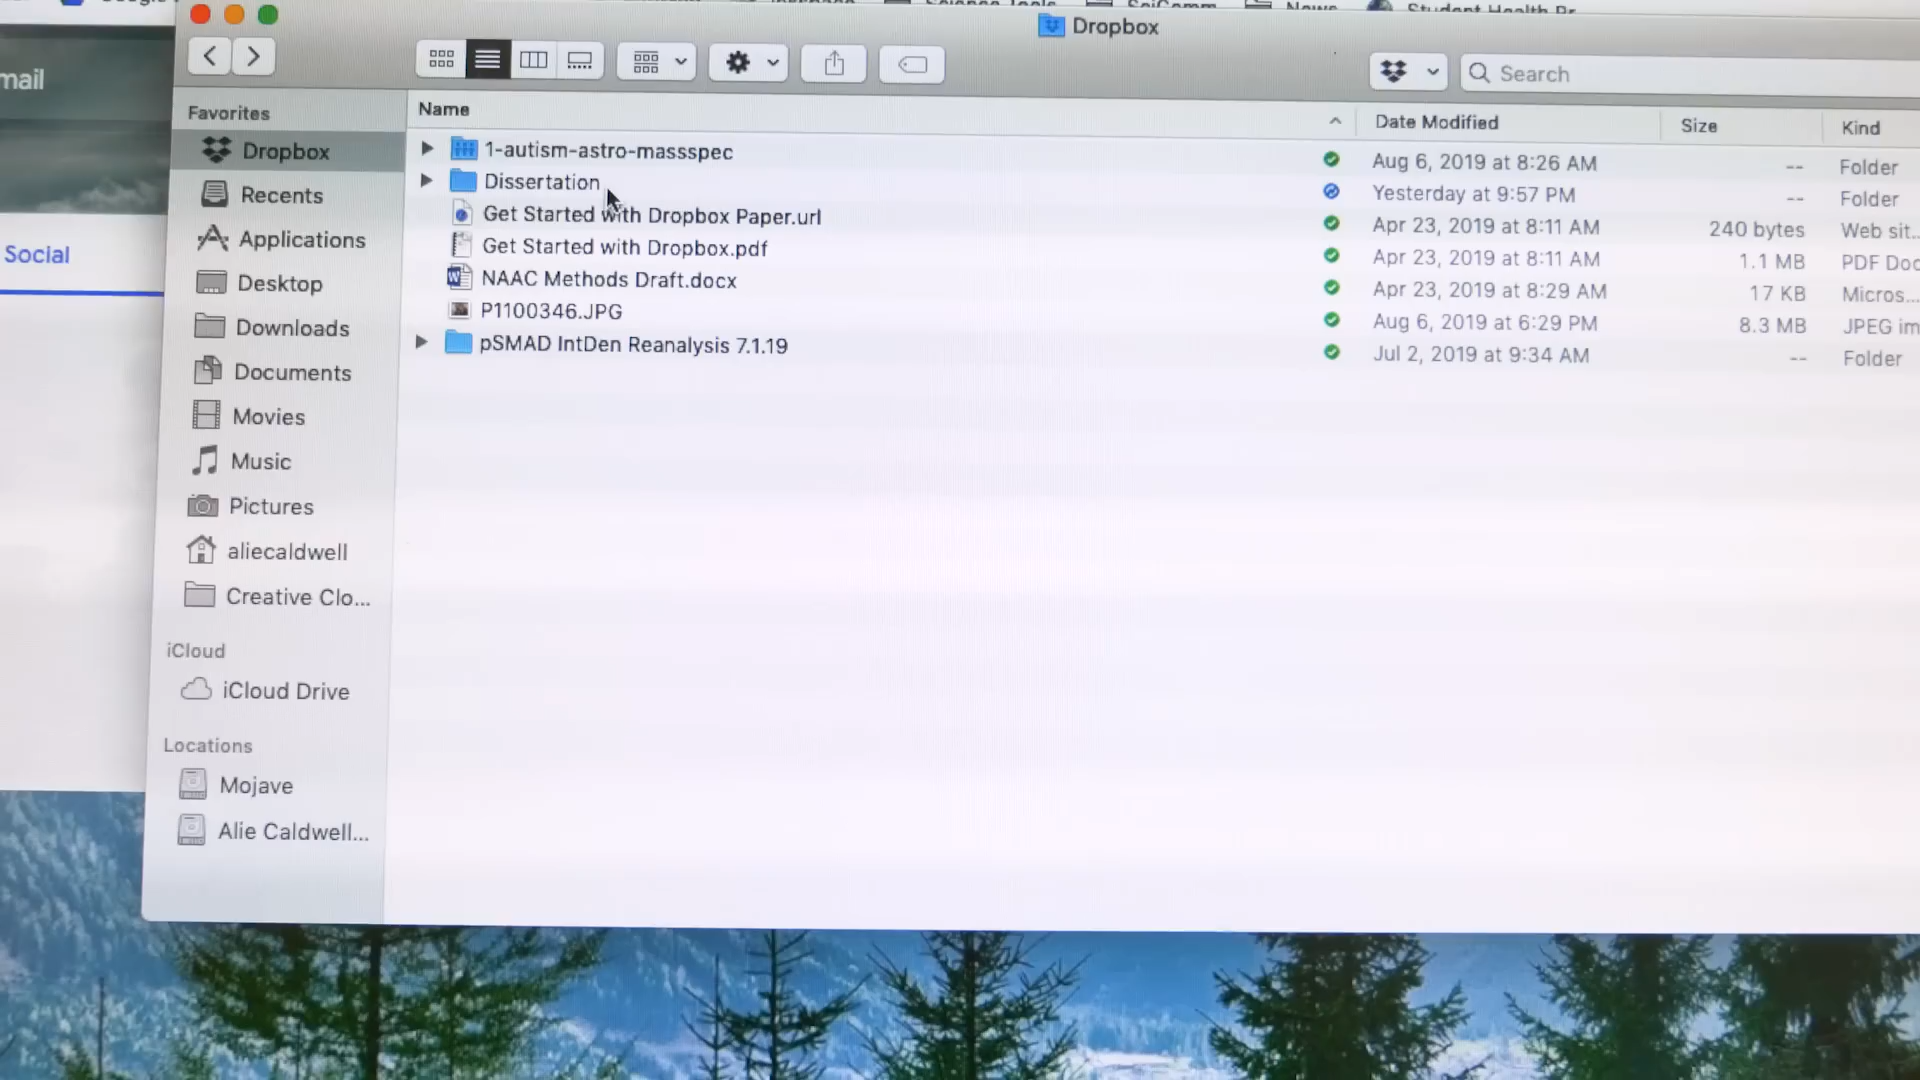 Dropbox
Search
mail
Social
Favorites
Dropbox
Recents
Applications
Desktop
Downloads
Documents
Movies
Music
Pictures
aliecaldwell
Creative Clo...
iCloud
iCloud Drive
Locations
Mojave
Alie Caldwell...
Name Date Modified Size Kind
1-autism-astro-massspec Aug 6, 2019 at 8:26 AM -- Folder
Dissertation Yesterday at 9:57 PM -- Folder
Get Started with Dropbox Paper.url Apr 23, 2019 at 8:11 AM 240 bytes Web sit...
Get Started with Dropbox.pdf Apr 23, 2019 at 8:11 AM 1.1 MB PDF Doc
NAAC Methods Draft.docx Apr 23, 2019 at 8:29 AM 17 KB Micros...
P1100346.JPG Aug 6, 2019 at 6:29 PM 8.3 MB JPEG im
pSMAD IntDen Reanalysis 7.1.19 Jul 2, 2019 at 9:34 AM -- Folder